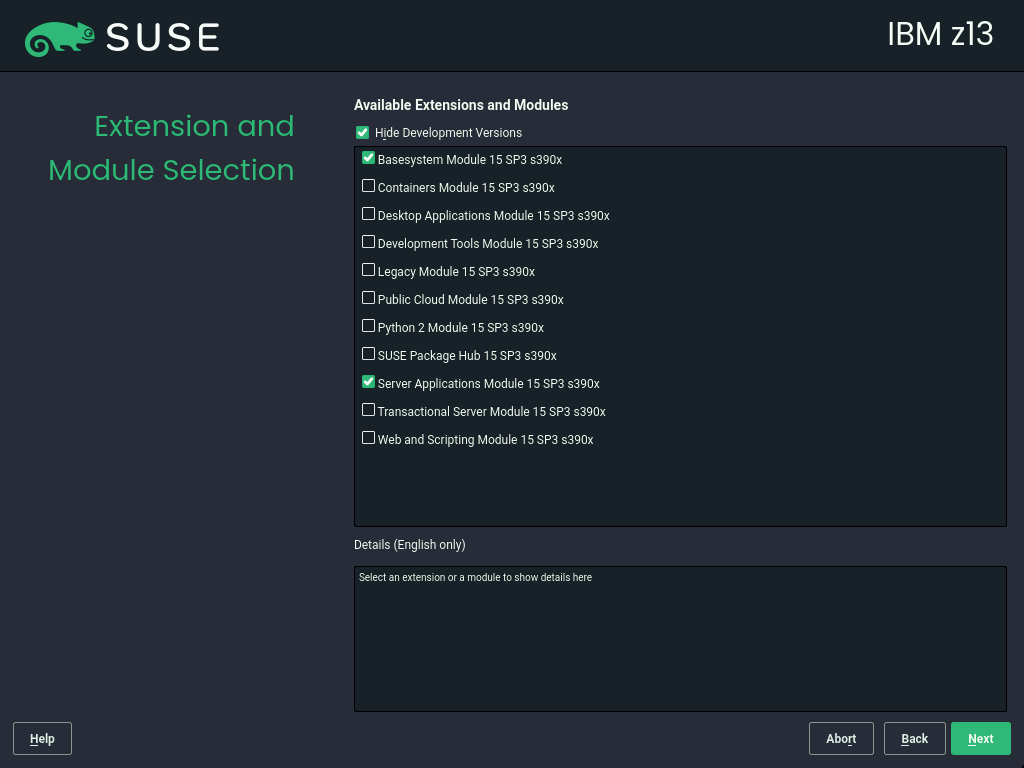 SUSE
IBM z13
Extension and
Module Selection
Available Extensions and Modules
Hide Development Versions
Basesystem Module 15 SP3 s390x
Containers Module 15 SP3 s390x
Desktop Applications Module 15 SP3 s390x
Development Tools Module 15 SP3 s390x
Legacy Module 15 SP3 s390x
Public Cloud Module 15 SP3 s390x
Python 2 Module 15 SP3 s390x
SUSE Package Hub 15 SP3 s390x
Server Applications Module 15 SP3 s390x
Transactional Server Module 15 SP3 s390x
Web and Scripting Module 15 SP3 s390x
Details (English only)
Select an extension or a module to show details here
Help
Abort
Back
Next